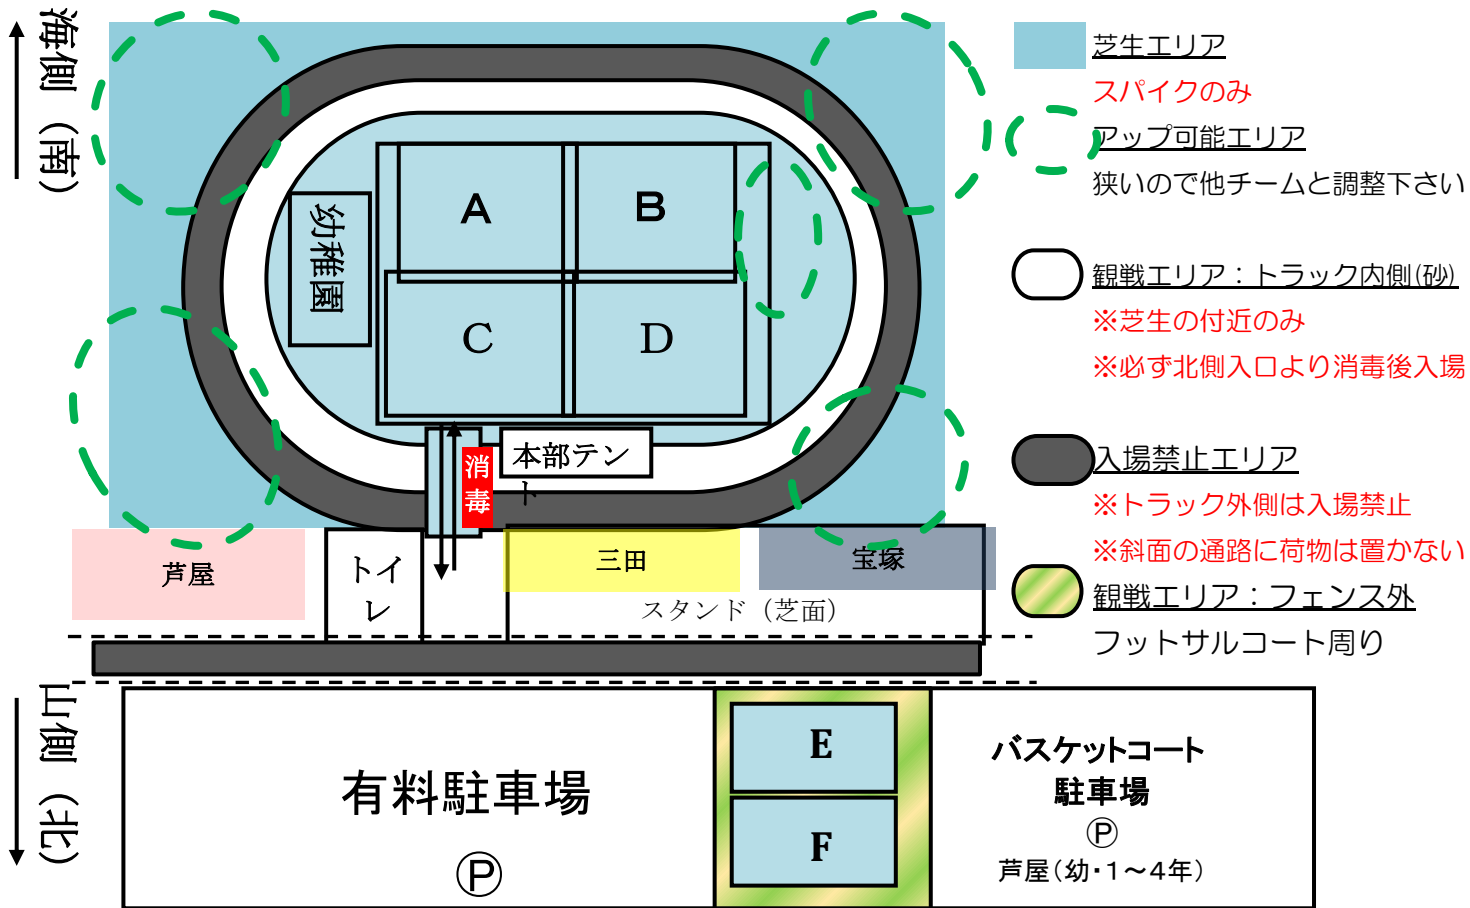 海側（南）
芝生エリア
スパイクのみ
アップ可能エリア
狭いので他チームと調整下さい
観戦エリア：トラック内側(砂)
※芝生の付近のみ
※必ず北側入口より消毒後入場
入場禁止エリア
※トラック外側は入場禁止
※斜面の通路に荷物は置かない
観戦エリア：フェンス外
フットサルコート周り
A
B
幼稚園
C
D
消毒
本部テン
ト
芦屋
トイ
レ
三田
宝塚
スタンド（芝面）
山側（北）
有料駐車場
Ⓟ
E
F
バスケットコート
駐車場
Ⓟ
芦屋（幼・１～４年）